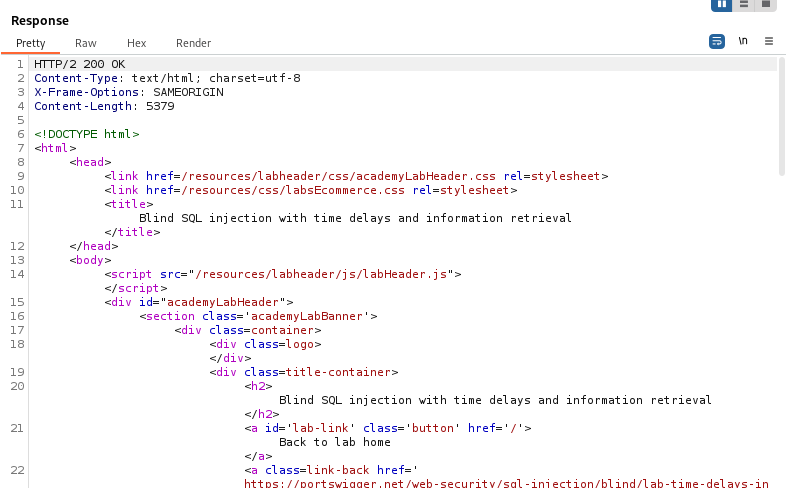 Response
Pretty Raw Hex Render
\n
1 HTTP/2 200 OK
2 Content-Type: text/html; charset=utf-8
3 X-Frame-Options: SAMEORIGIN
4 Content-Length: 5379
5
6 <!DOCTYPE html>
7 <html>
8 <head>
9 <link href=/resources/labheader/css/academyLabHeader.css rel=stylesheet>
10 <link href=/resources/css/labsEcommerce.css rel=stylesheet>
11 <title>
Blind SQL injection with time delays and information retrieval
</title>
12 </head>
13 <body>
14 <script src="/resources/labheader/js/labHeader.js">
</script>
15 <div id="academyLabHeader">
16 <section class='academyLabBanner'>
17 <div class=container>
18 <div class=logo>
</div>
19 <div class=title-container>
20 <h2>
Blind SQL injection with time delays and information retrieval
</h2>
21 <a id='lab-link' class='button' href='/'>
Back to lab home
</a>
22 <a class=link-back href='
https://portswigger.net/web-security/sql-injection/blind/lab-time-delays-in